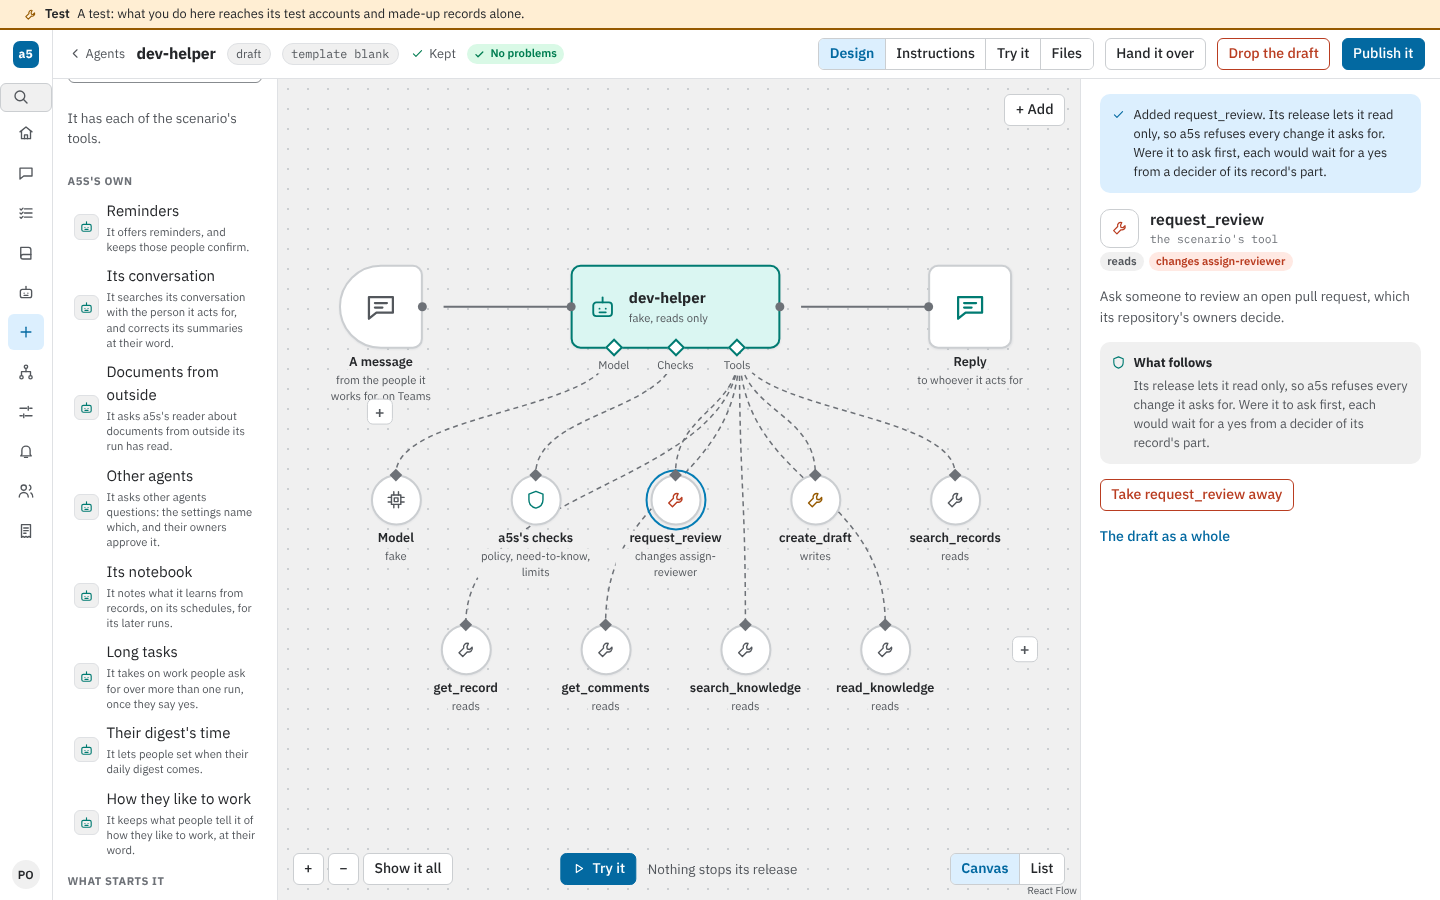 Test A test: what you do here reaches its test accounts and made-up records alone.
a5
Agents dev-helper draft template blank Kept No problems
Design Instructions Try it Files Hand it over Drop the draft Publish it
It has each of the scenario's
tools.
A5S'S OWN
Reminders
It offers reminders, and
keeps those people confirm.
Its conversation
It searches its conversation
with the person it acts for,
and corrects its summaries
at their word.
Documents from
outside
It asks a5s's reader about
documents from outside its
run has read.
Other agents
It asks other agents
questions: the settings name
which, and their owners
approve it.
Its notebook
It notes what it learns from
records, on its schedules, for
its later runs.
Long tasks
It takes on work people ask
for over more than one run,
once they say yes.
Their digest's time
It lets people set when their
daily digest comes.
How they like to work
It keeps what people tell it of
how they like to work, at their
word.
WHAT STARTS IT
PO
+ Add
A message
from the people it
works for, on Teams
+
dev-helper
fake, reads only
Model
Checks
Tools
Reply
to whoever it acts for
Model
fake
a5s's checks
policy, need-to-know,
limits
request_review
changes assign-
reviewer
create_draft
writes
search_records
reads
get_record
reads
get_comments
reads
search_knowledge
reads
read_knowledge
reads
+
+ − Show it all
Try it Nothing stops its release
Canvas List
React Flow
Added request_review. Its release lets it read
only, so a5s refuses every change it asks for.
Were it to ask first, each would wait for a yes
from a decider of its record's part.
request_review
the scenario's tool
reads changes assign-reviewer
Ask someone to review an open pull request, which
its repository's owners decide.
What follows
Its release lets it read only, so a5s refuses every
change it asks for. Were it to ask first, each
would wait for a yes from a decider of its
record's part.
Take request_review away
The draft as a whole